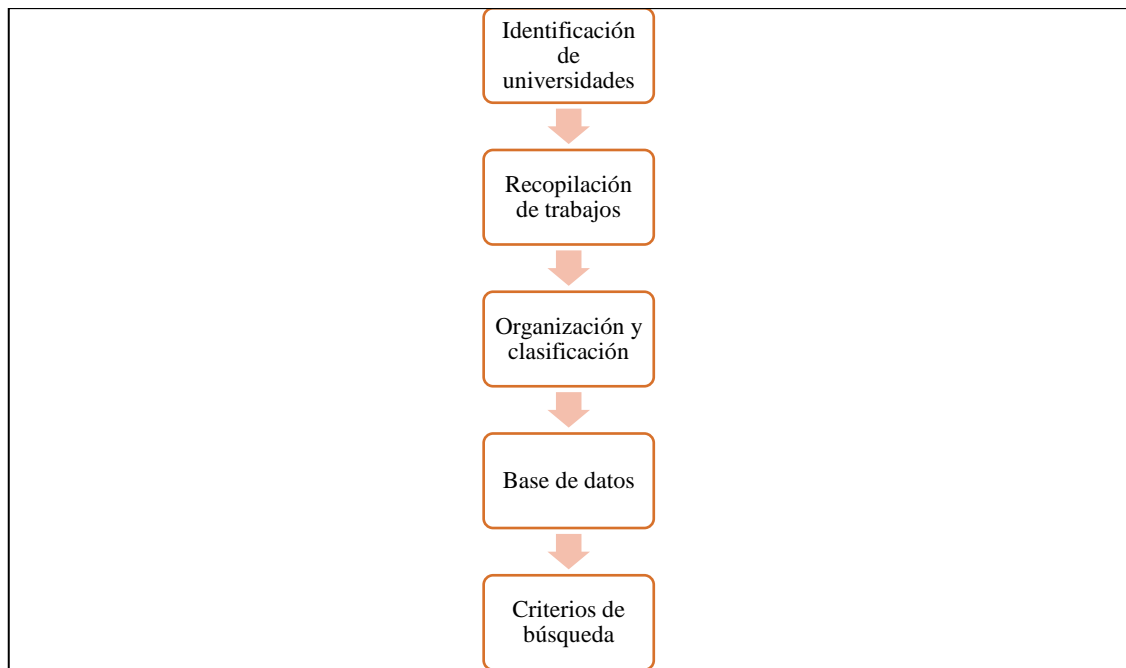 Identificación
de
universidades
Recopilación
de trabajos
Organización y
clasificación
Base de datos
Criterios de
búsqueda